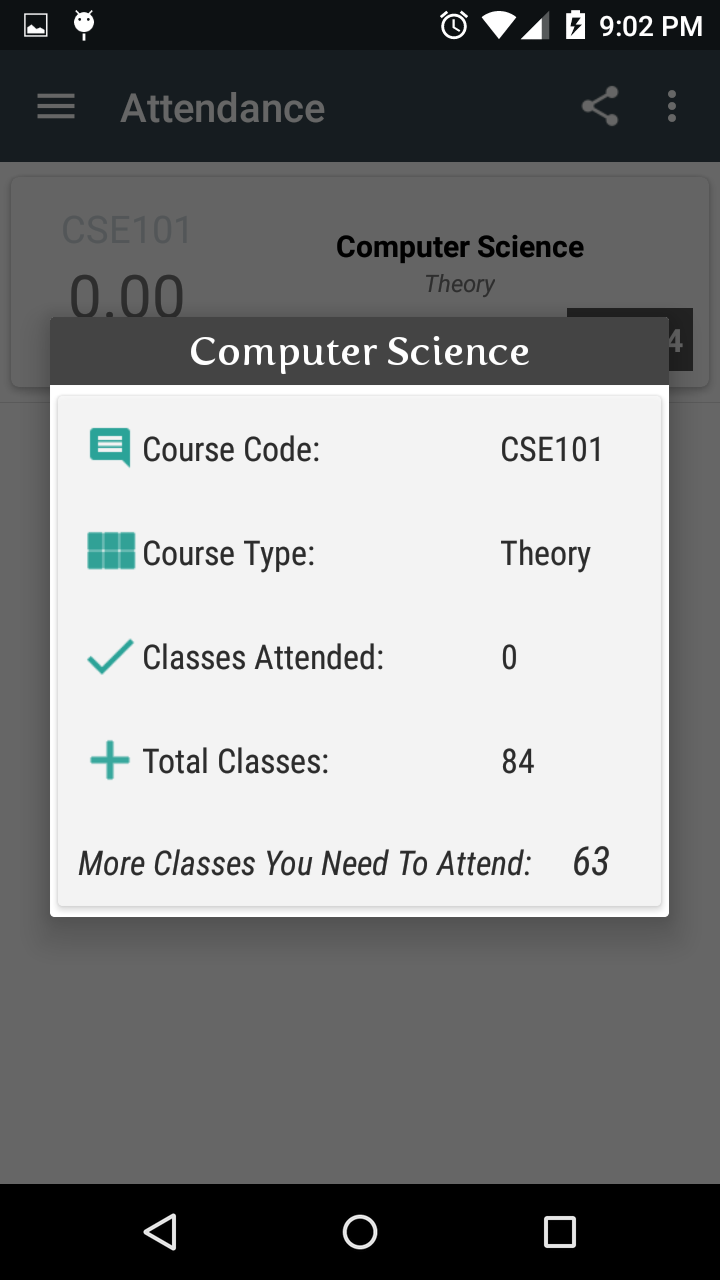 9:02 PM
Attendance
CSE101
Computer Science
0.00
Theory
4
Computer Science
Course Code: CSE101
Course Type: Theory
Classes Attended: 0
Total Classes: 84
More Classes You Need To Attend: 63